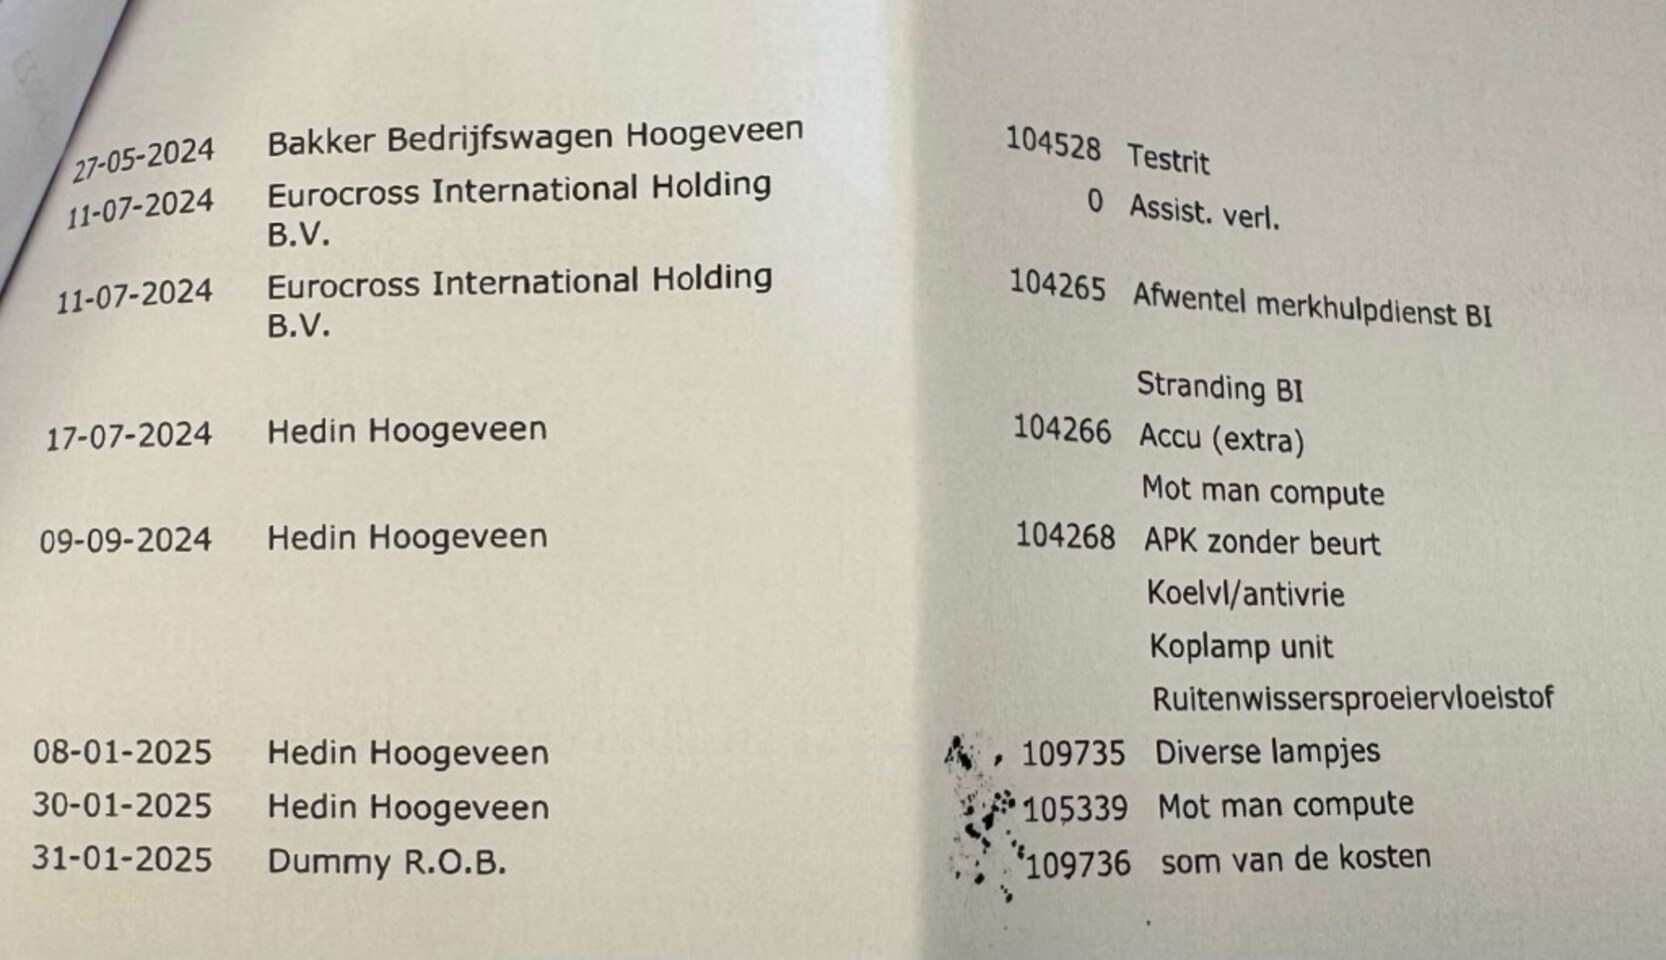 27-05-2024 Bakker Bedrijfswagen Hoogeveen 104528 Testrit
11-07-2024 Eurocross International Holding 0 Assist. verl.
B.V.
11-07-2024 Eurocross International Holding 104265 Afwentel merkhulpdienst BI
B.V.
Stranding BI
17-07-2024 Hedin Hoogeveen 104266 Accu (extra)
Mot man compute
09-09-2024 Hedin Hoogeveen 104268 APK zonder beurt
Koelvl/antivrie
Koplamp unit
Ruitenwissersproeiervloeistof
08-01-2025 Hedin Hoogeveen 109735 Diverse lampjes
30-01-2025 Hedin Hoogeveen 105339 Mot man compute
31-01-2025 Dummy R.O.B. 109736 som van de kosten